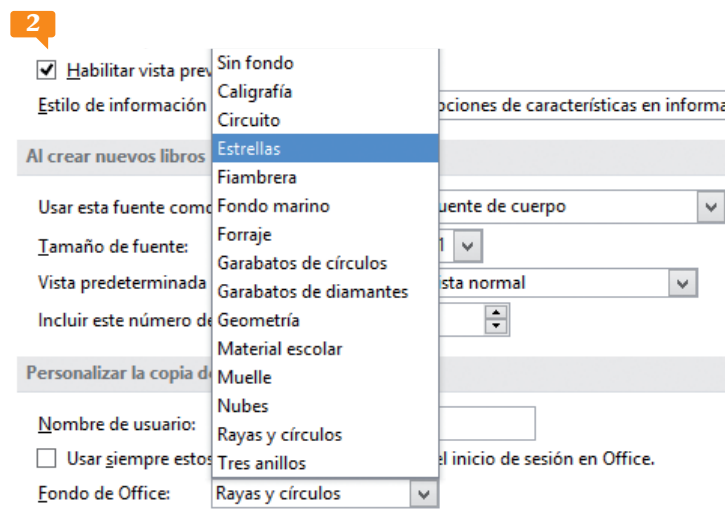 2
Sin fondo
Habilitar vista prev
Caligrafía
Estilo de información
pciones de características en informa
Circuito
Al crear nuevos libros
Estrellas
Fiambrera
Usar esta fuente como
Fondo marino
uente de cuerpo
Forraje
Tamaño de fuente:
1
Garabatos de círculos
Vista predeterminada
Garabatos de diamantes
ista normal
Incluir este número de
Geometría
Material escolar
Personalizar la copia de
Muelle
Nubes
Nombre de usuario:
Rayas y círculos
Usar siempre estos
Tres anillos
el inicio de sesión en Office.
Fondo de Office:
Rayas y círculos